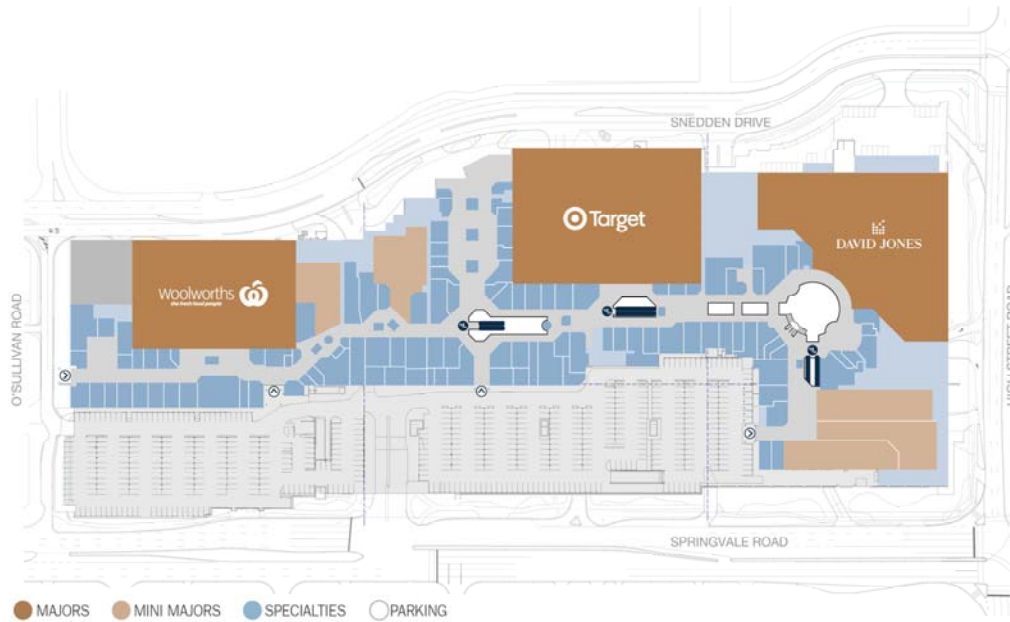 SNEDDEN DRIVE
Target
DAVID JONES
woolworths
the fresh food people
O'SULLIVAN ROAD
HIGH STREET ROAD
SPRINGVALE ROAD
MAJORS
MINI MAJORS
SPECIALTIES
PARKING